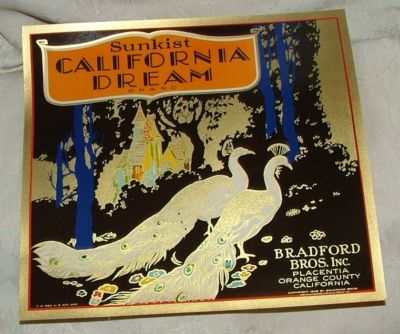 Sunkist
CALIFORNIA
DREAM
BRAND
BRADFORD
BROS. INC.
PLACENTIA
ORANGE COUNTY
CALIFORNIA